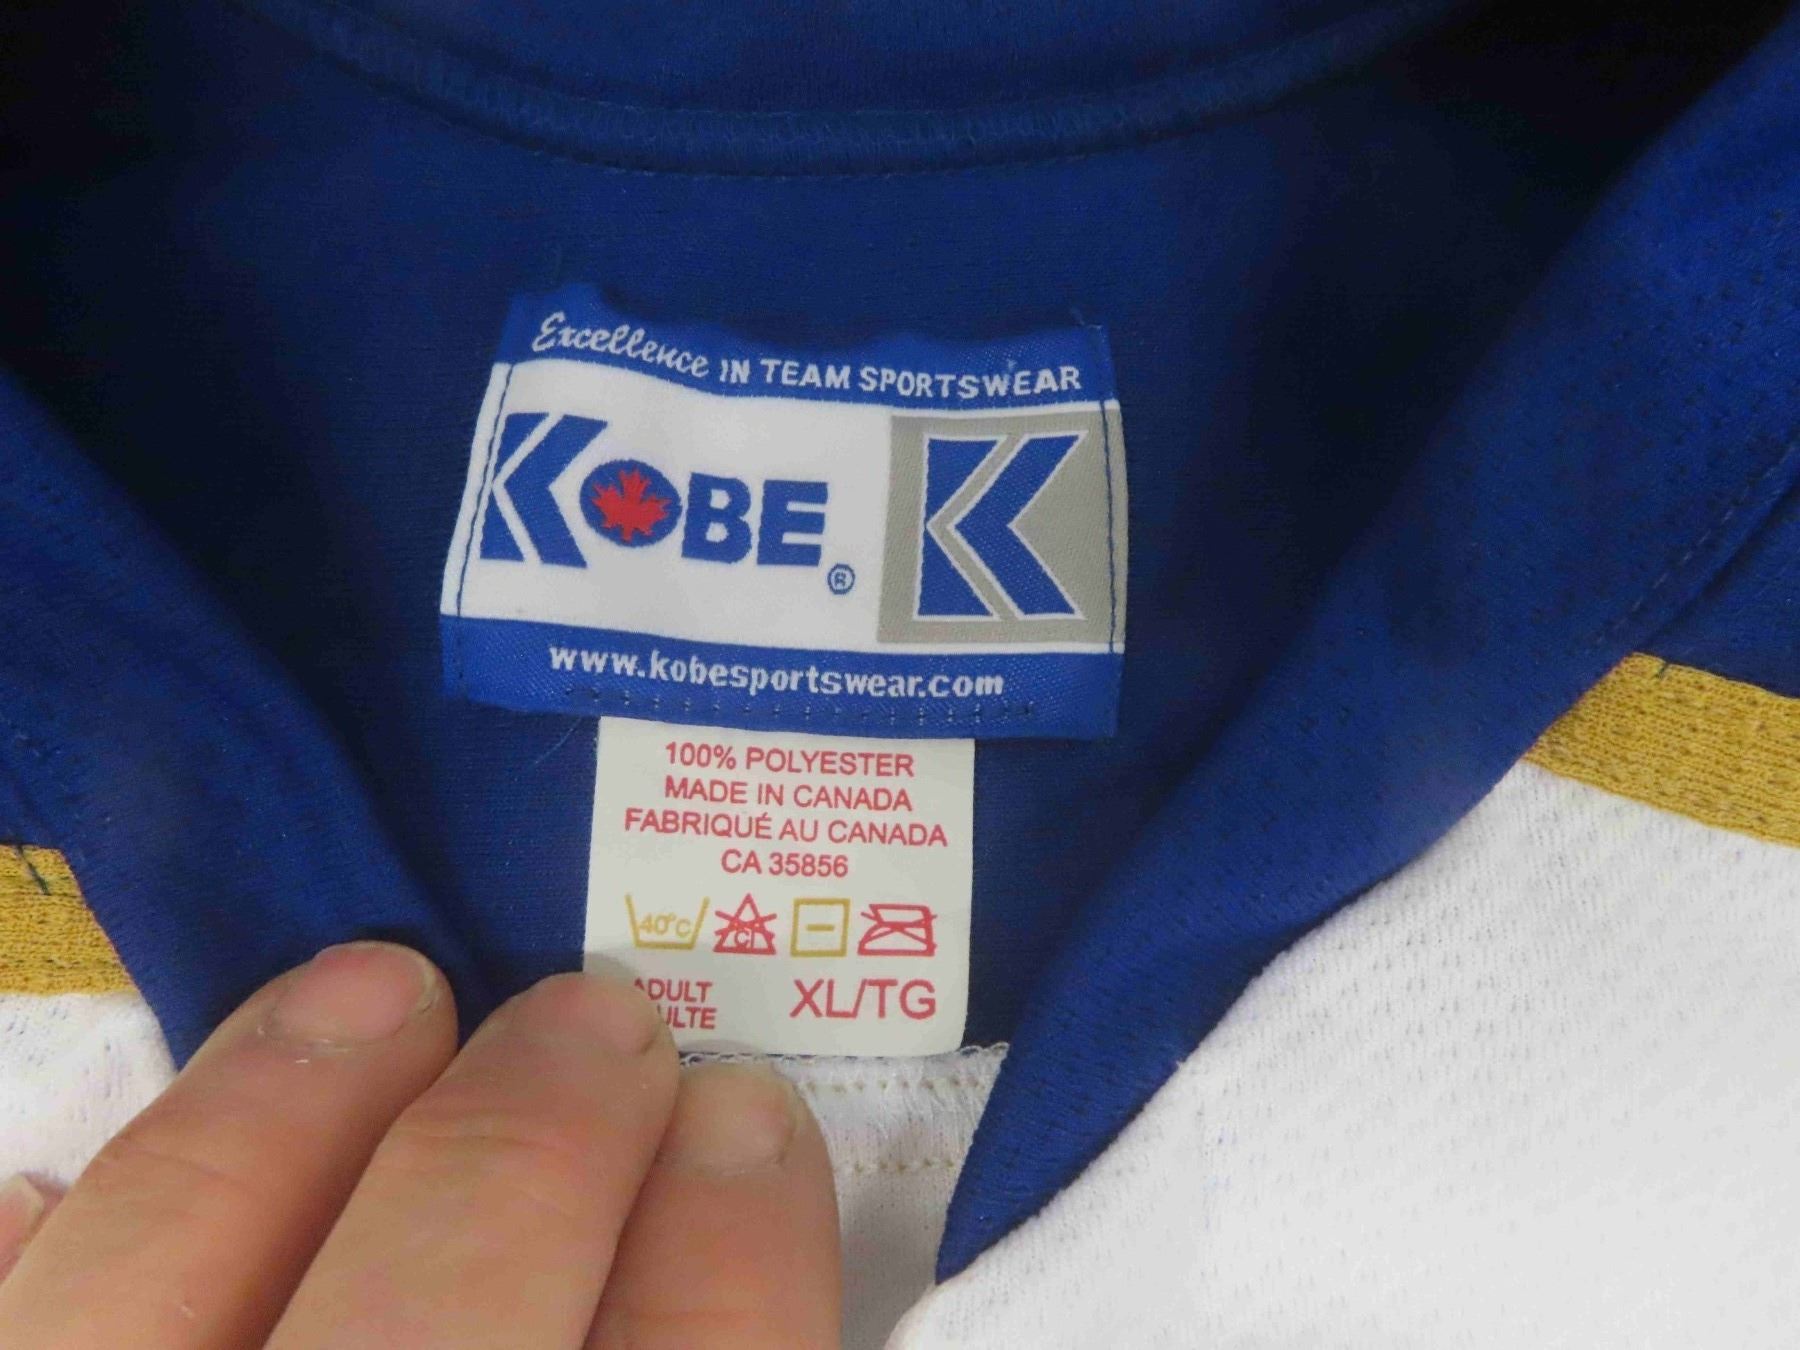 Excellence IN TEAM SPORTSWEAR
KOBE®
K
www.kobesportswear.com
100% POLYESTER
MADE IN CANADA
FABRIQUÉ AU CANADA
CA 35856
40°C
Cl
ADULT
XL/TG